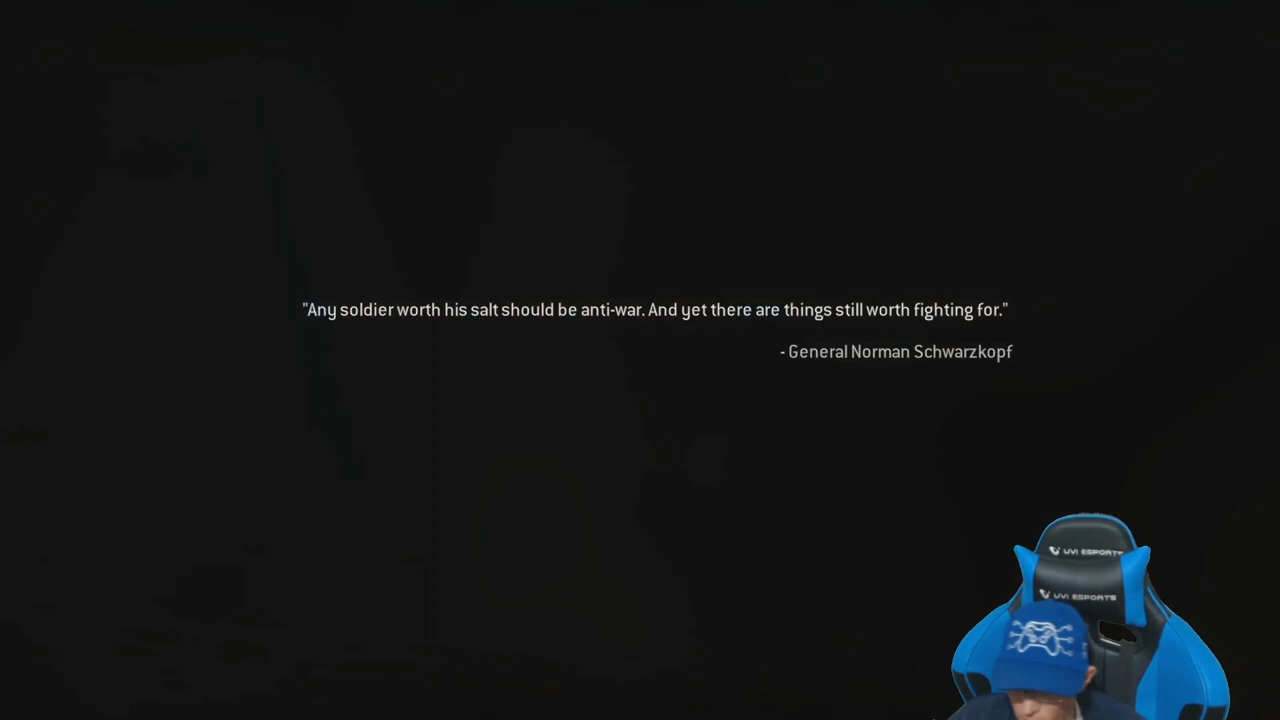 "Any soldier worth his salt should be anti-war. And yet there are things still worth fighting for."
- General Norman Schwarzkopf
UVI ESPORTS
UVI ESPORTS